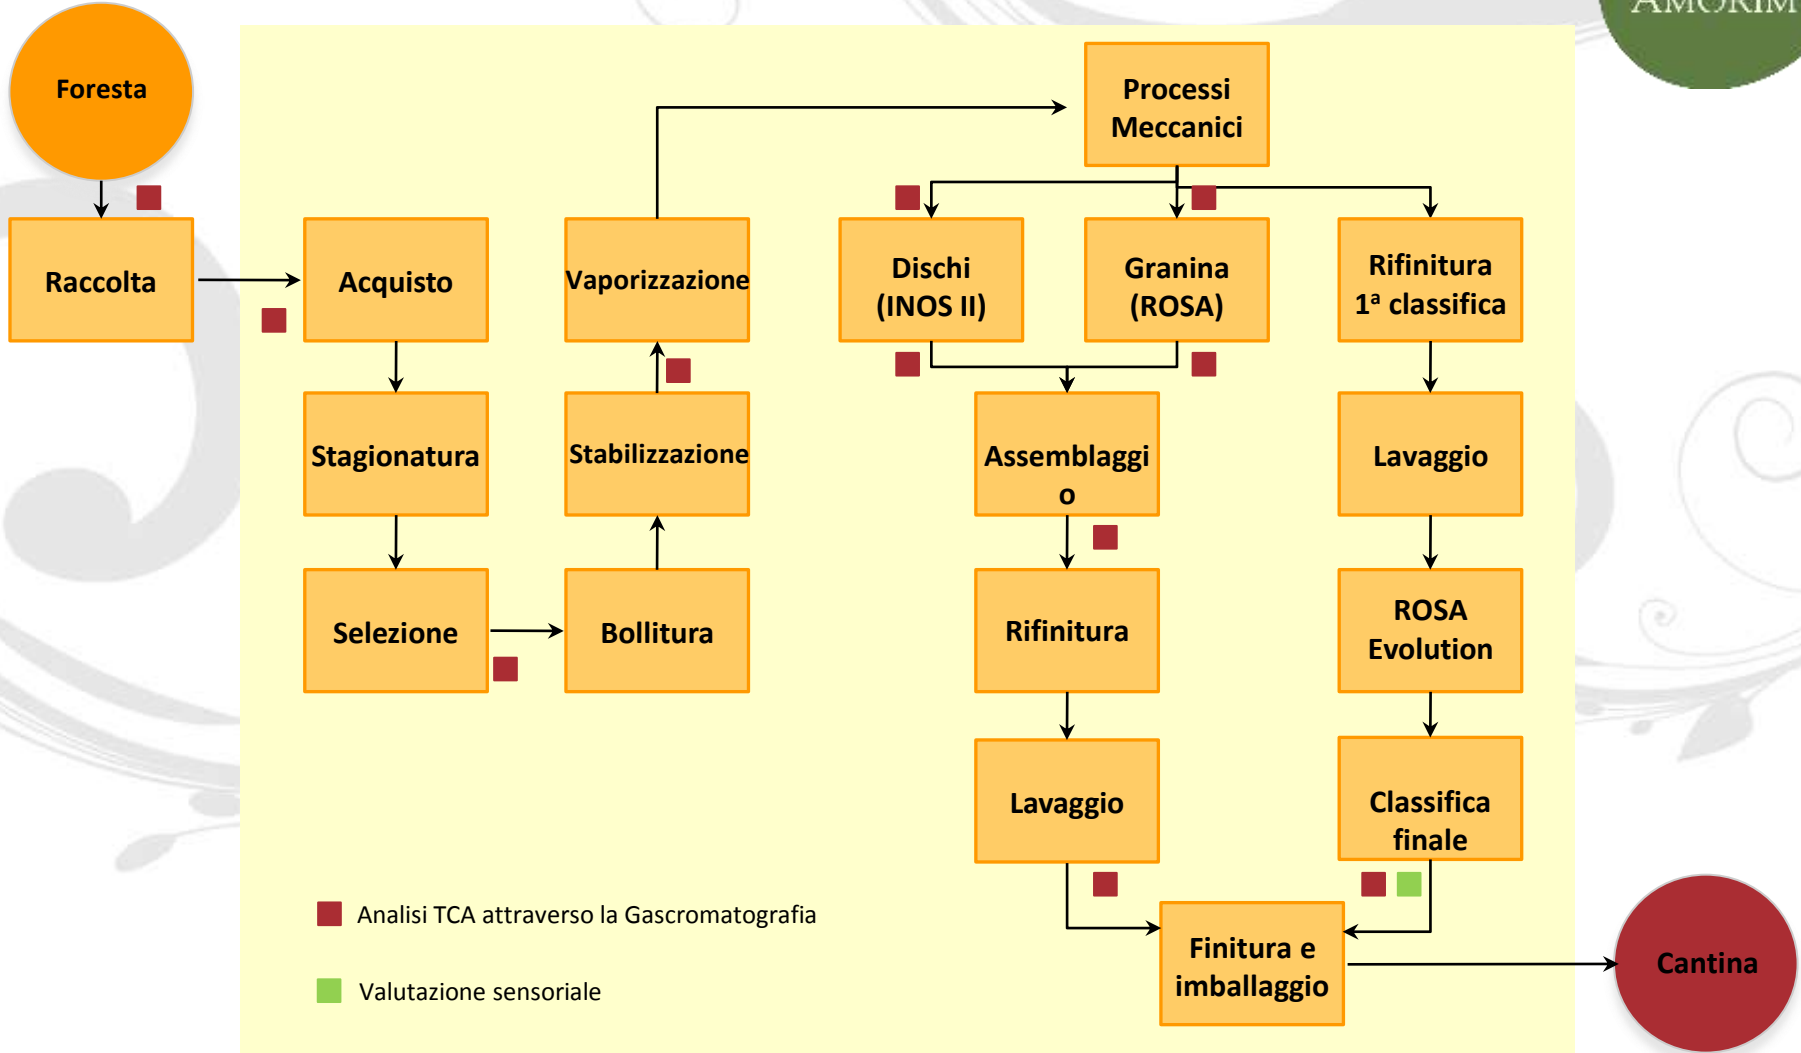 AMORIM
Foresta
Processi
Meccanici
Raccolta
Acquisto
Vaporizzazione
Dischi
(INOS II)
Granina
(ROSA)
Rifinitura
1ª classifica
Stagionatura
Stabilizzazione
Assemblaggi
o
Lavaggio
Selezione
Bollitura
Rifinitura
ROSA
Evolution
Lavaggio
Classifica
finale
Analisi TCA attraverso la Gascromatografia
Finitura e
imballaggio
Cantina
Valutazione sensoriale